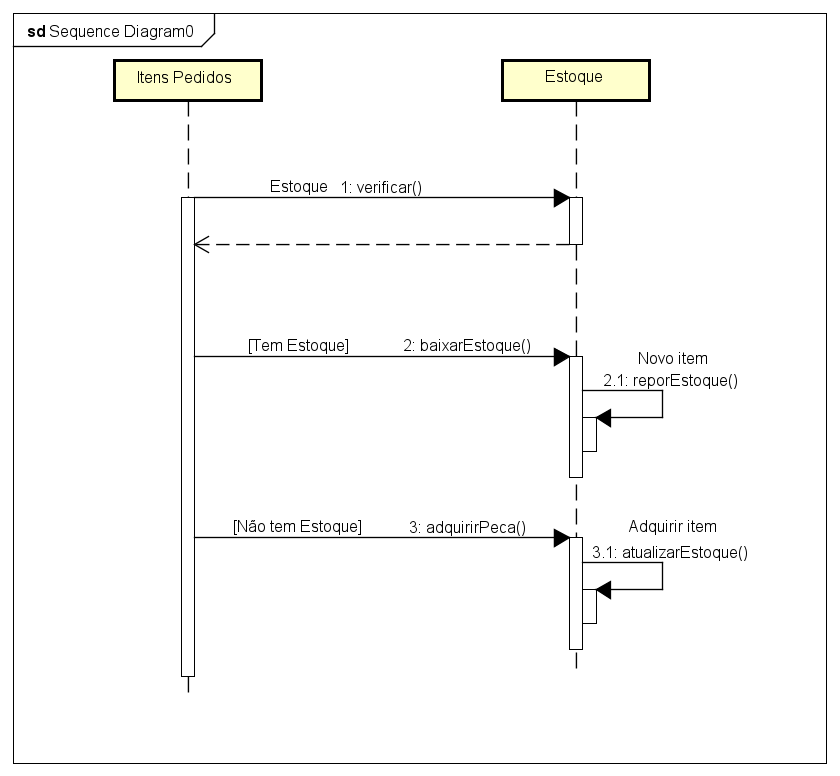 sd Sequence Diagram0
Itens Pedidos
Estoque
Estoque 1: verificar()
[Tem Estoque] 2: baixarEstoque()
Novo item
2.1: reporEstoque()
[Não tem Estoque] 3: adquirirPeca()
Adquirir item
3.1: atualizarEstoque()